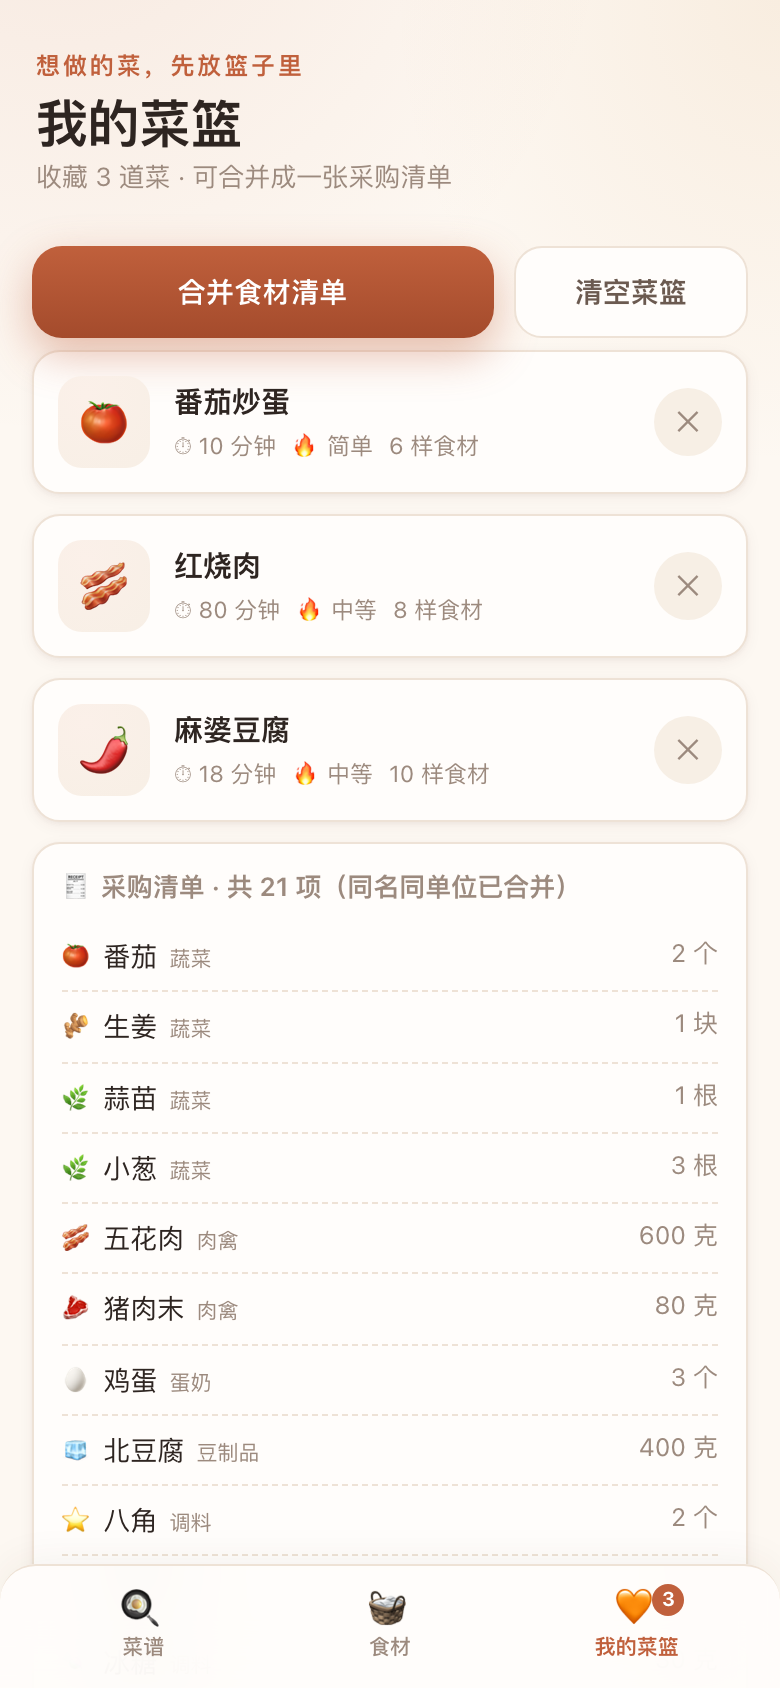 想做的菜，先放篮子里
我的菜篮
收藏 3 道菜 · 可合并成一张采购清单
合并食材清单
清空菜篮
番茄炒蛋
10 分钟 简单 6 样食材
红烧肉
80 分钟 中等 8 样食材
麻婆豆腐
18 分钟 中等 10 样食材
采购清单 · 共 21 项（同名同单位已合并）
番茄 蔬菜 2 个
生姜 蔬菜 1 块
蒜苗 蔬菜 1 根
小葱 蔬菜 3 根
五花肉 肉禽 600 克
猪肉末 肉禽 80 克
鸡蛋 蛋奶 3 个
北豆腐 豆制品 400 克
八角 调料 2 个
菜谱
食材
3
我的菜篮